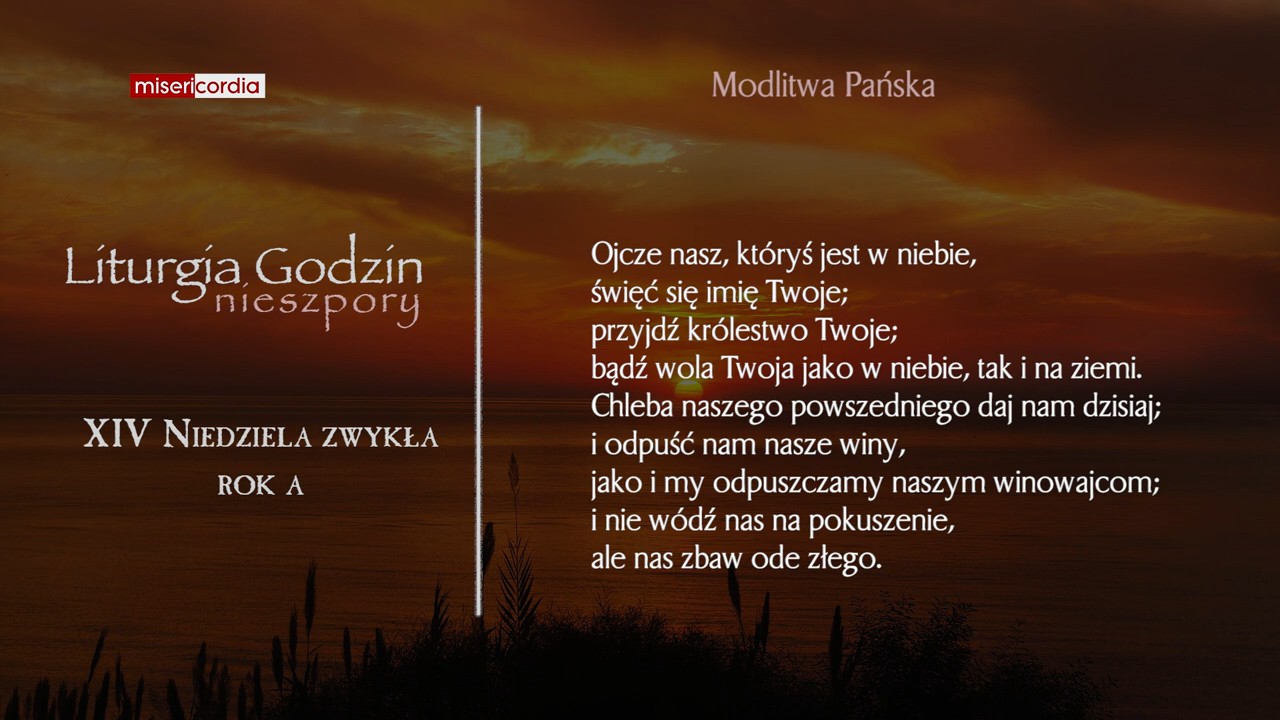 misericordia
Liturgia Godzin
nieszpory
XIV Niedziela zwykła
rok A
Modlitwa Pańska
Ojcze nasz, któryś jest w niebie,
święć się imię Twoje;
przyjdź królestwo Twoje;
bądź wola Twoja jako w niebie, tak i na ziemi.
Chleba naszego powszedniego daj nam dzisiaj;
i odpuść nam nasze winy,
jako i my odpuszczamy naszym winowajcom;
i nie wódź nas na pokuszenie,
ale nas zbaw ode złego.